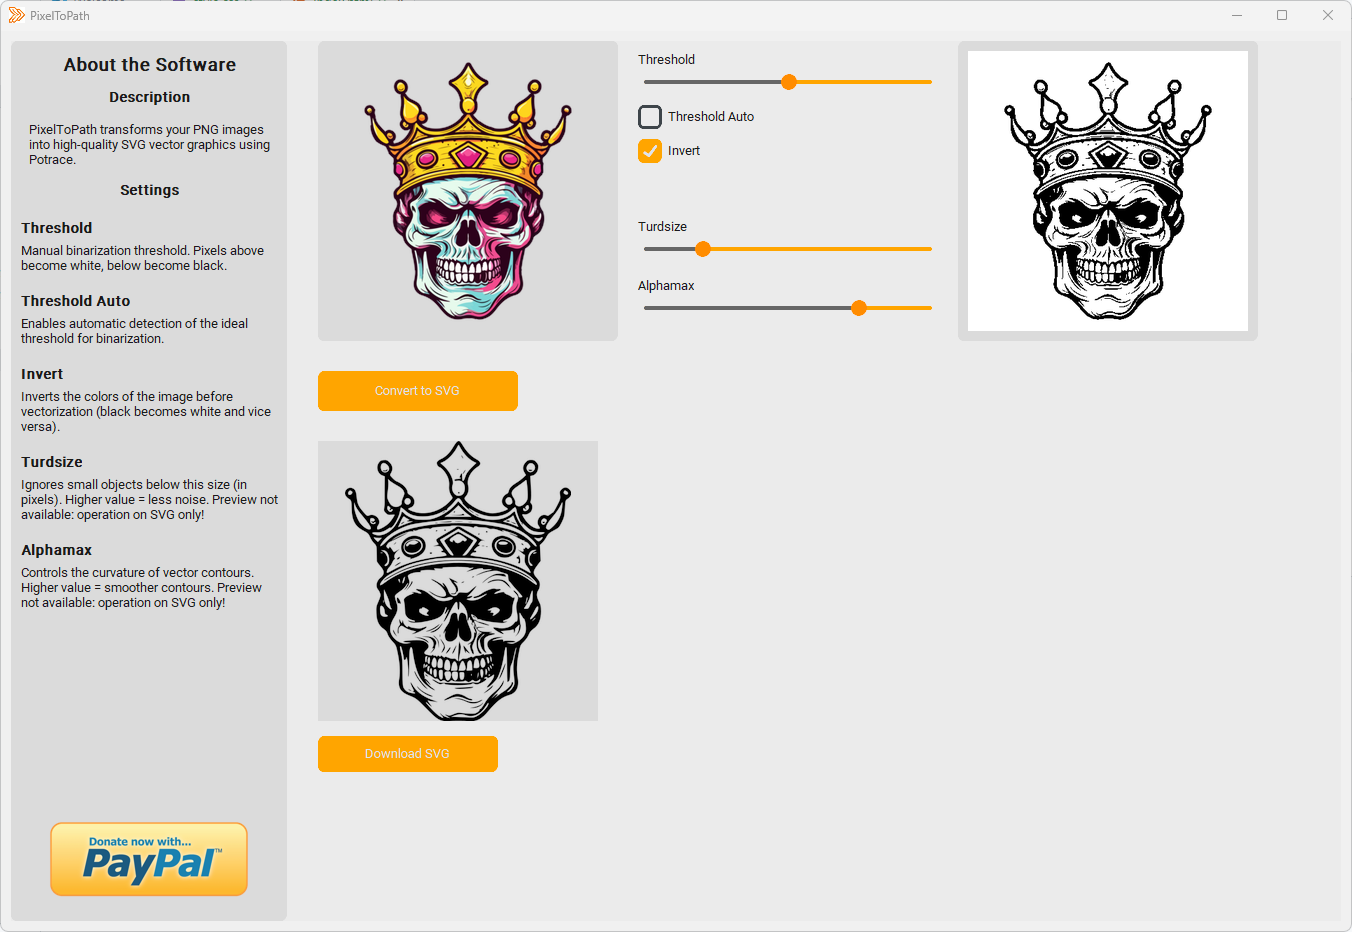 PixelToPath
About the Software
Description
PixelToPath transforms your PNG images
into high-quality SVG vector graphics using
Potrace.
Settings
Threshold
Manual binarization threshold. Pixels above
become white, below become black.
Threshold Auto
Enables automatic detection of the ideal
threshold for binarization.
Invert
Inverts the colors of the image before
vectorization (black becomes white and vice
versa).
Turdsize
Ignores small objects below this size (in
pixels). Higher value = less noise. Preview not
available: operation on SVG only!
Alphamax
Controls the curvature of vector contours.
Higher value = smoother contours. Preview
not available: operation on SVG only!
Donate now with...
PayPal™
Threshold
Threshold Auto
Invert
Turdsize
Alphamax
Convert to SVG
Download SVG